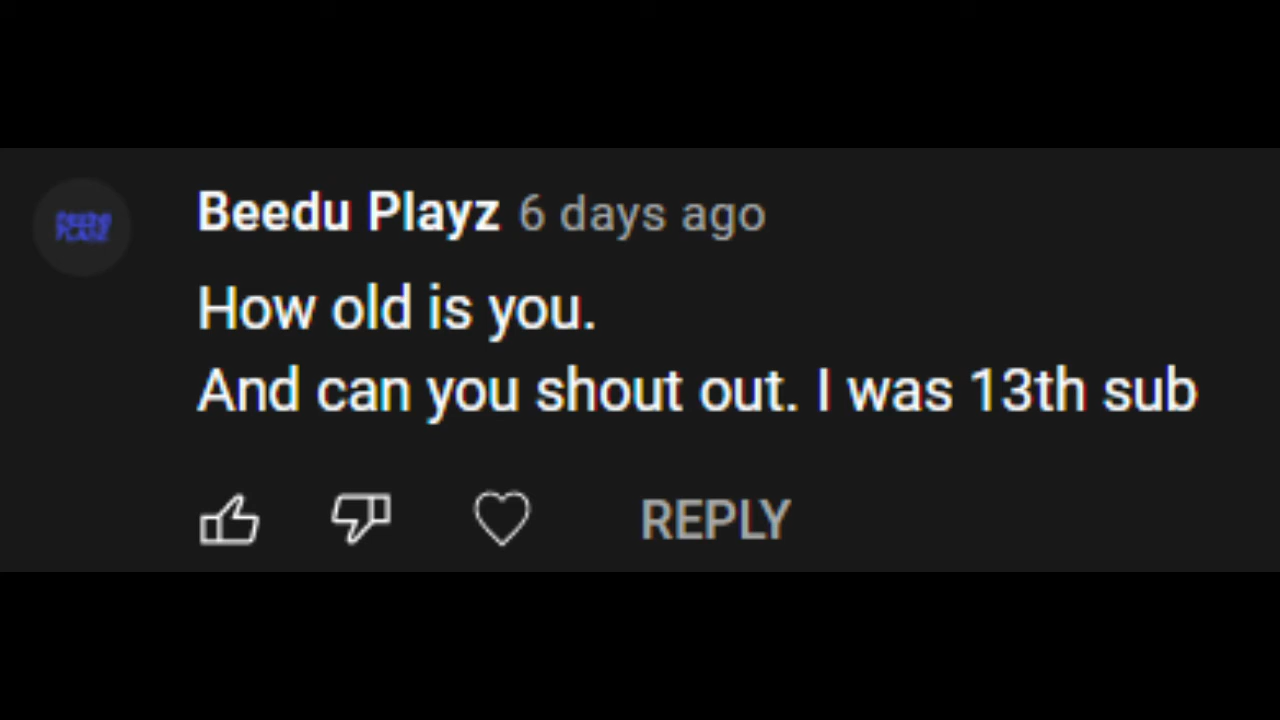 Beedu Playz 6 days ago
How old is you.
And can you shout out. I was 13th sub
REPLY